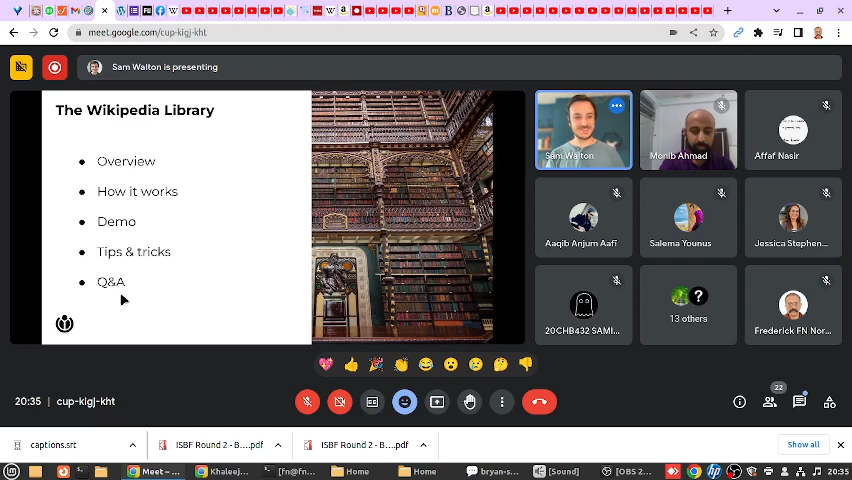 meet.google.com/cup-kigj-kht
Sam Walton is presenting
The Wikipedia Library
Overview
How it works
Demo
Tips & tricks
Q&A
Sam Walton
Monib Ahmad
Affaf Nasir
Aaqib Anjum Aafī
Salema Younus
Jessica Stephen...
20CHB432 SAMI...
?
13 others
Frederick FN Nor...
20:35
cup-kigj-kht
22
captions.srt
ISBF Round 2 - B....pdf
ISBF Round 2 - B....pdf
Show all
Meet – ...
Khaleej...
[fn@fn...
Home
Home
bryan-s...
[Sound]
[OBS 2...
20:35